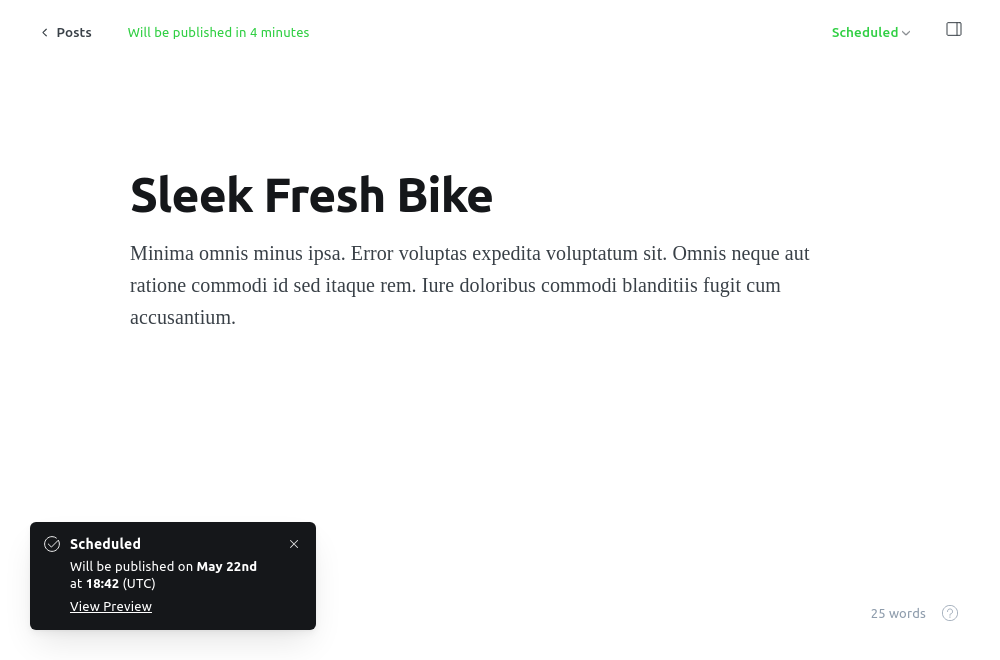 Posts
Will be published in 4 minutes
Scheduled
Sleek Fresh Bike
Minima omnis minus ipsa. Error voluptas expedita voluptatum sit. Omnis neque aut
ratione commodi id sed itaque rem. Iure doloribus commodi blanditiis fugit cum
accusantium.
Scheduled
Will be published on May 22nd
at 18:42 (UTC)
View Preview
25 words
?